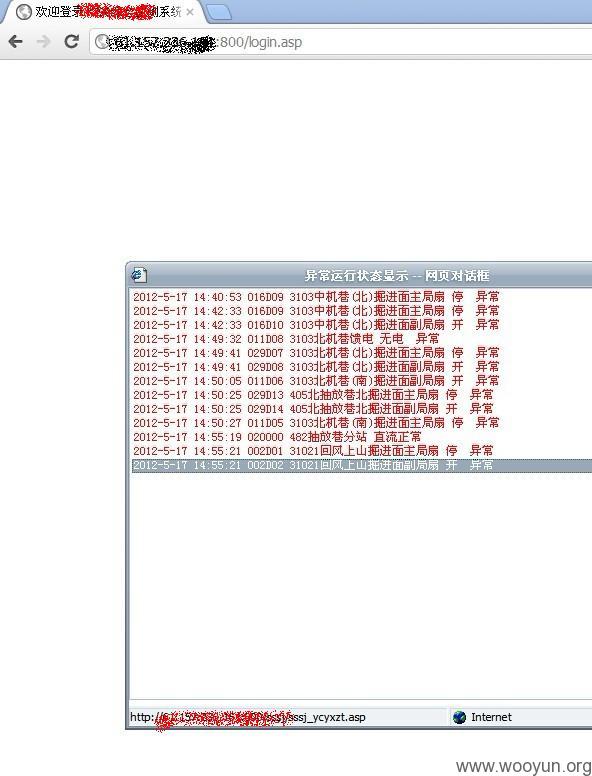 欢迎登录 测系统
:800/login.asp
异常运行状态显示 -- 网页对话框
2012-5-17 14:40:53 016D09 3103中机巷(北)掘进面主局扇 停 异常
2012-5-17 14:42:33 016D09 3103中机巷(北)掘进面主局扇 停 异常
2012-5-17 14:42:33 016D10 3103中机巷(北)掘进面副局扇 开 异常
2012-5-17 14:49:32 011D08 3103北机巷馈电 无电 异常
2012-5-17 14:49:41 029D07 3103北机巷(北)掘进面主局扇 停 异常
2012-5-17 14:49:41 029D08 3103北机巷(北)掘进面副局扇 开 异常
2012-5-17 14:50:05 011D06 3103北机巷(南)掘进面副局扇 开 异常
2012-5-17 14:50:25 029D13 405北抽放巷北掘进面主局扇 停 异常
2012-5-17 14:50:25 029D14 405北抽放巷北掘进面副局扇 开 异常
2012-5-17 14:50:27 011D05 3103北机巷(南)掘进面主局扇 停 异常
2012-5-17 14:55:19 020000 482抽放巷分站 直流正常
2012-5-17 14:55:21 002D01 31021回风上山掘进面主局扇 停 异常
2012-5-17 14:55:21 002D02 31021回风上山掘进面副局扇 开 异常
http:// sssj_ycyxzt.asp
Internet
www.wooyun.org